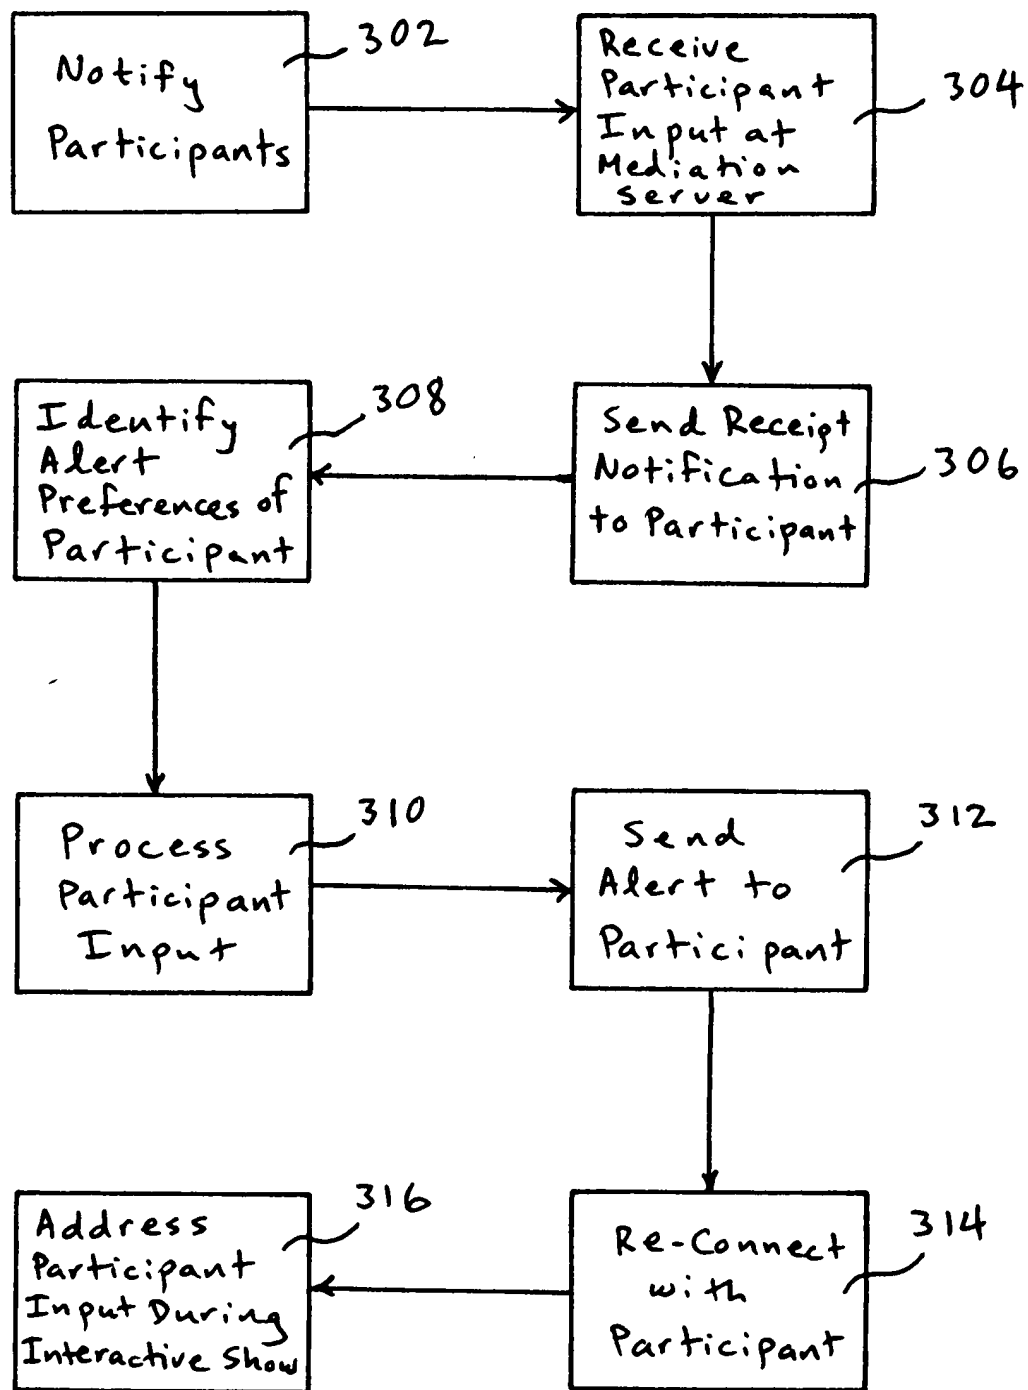 Notify
Participants
302
Receive
Participant
Input at
Mediation
Server
304
Send Receipt
Notification
to Participant
306
Identify
Alert
Preferences of
Participant
308
Process
Participant
Input
310
Send
Alert to
Participant
312
Re-Connect
with
Participant
314
Address
Participant
Input During
Interactive Show
316